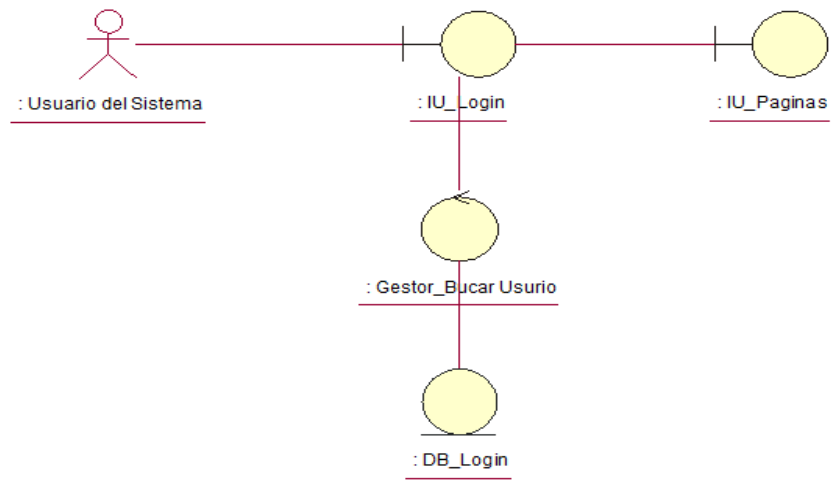 : Usuario del Sistema
: IU_Login
: IU_Paginas
: Gestor_Bucar Usurio
: DB_Login